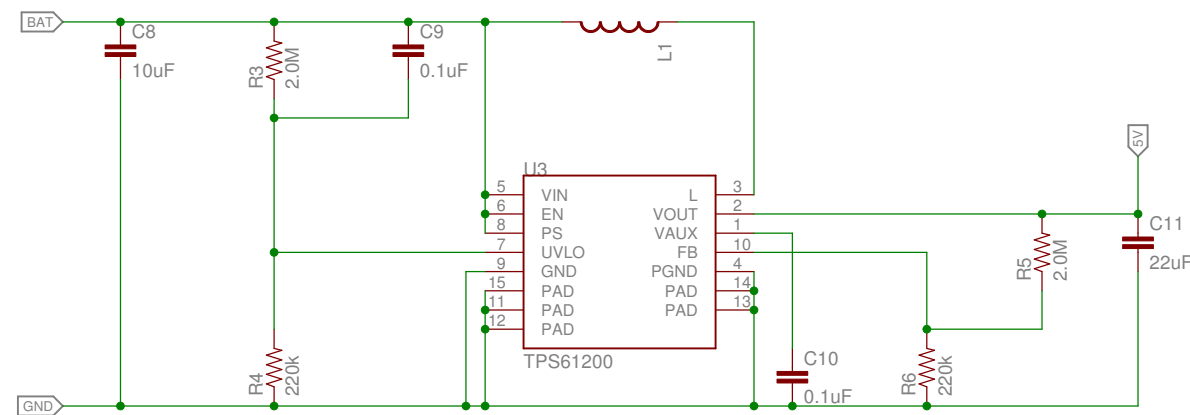 BAT
C8
10uF
R3
2.0M
C9
0.1uF
L1
5V
U3
5 VIN L 3
6 EN VOUT 2
8 PS VAUX 1
7 UVLO FB 10
9 GND PGND 4
15 PAD PAD 14
11 PAD PAD 13
12 PAD
TPS61200
R5
2.0M
C11
22uF
R4
220k
C10
0.1uF
R6
220k
GND